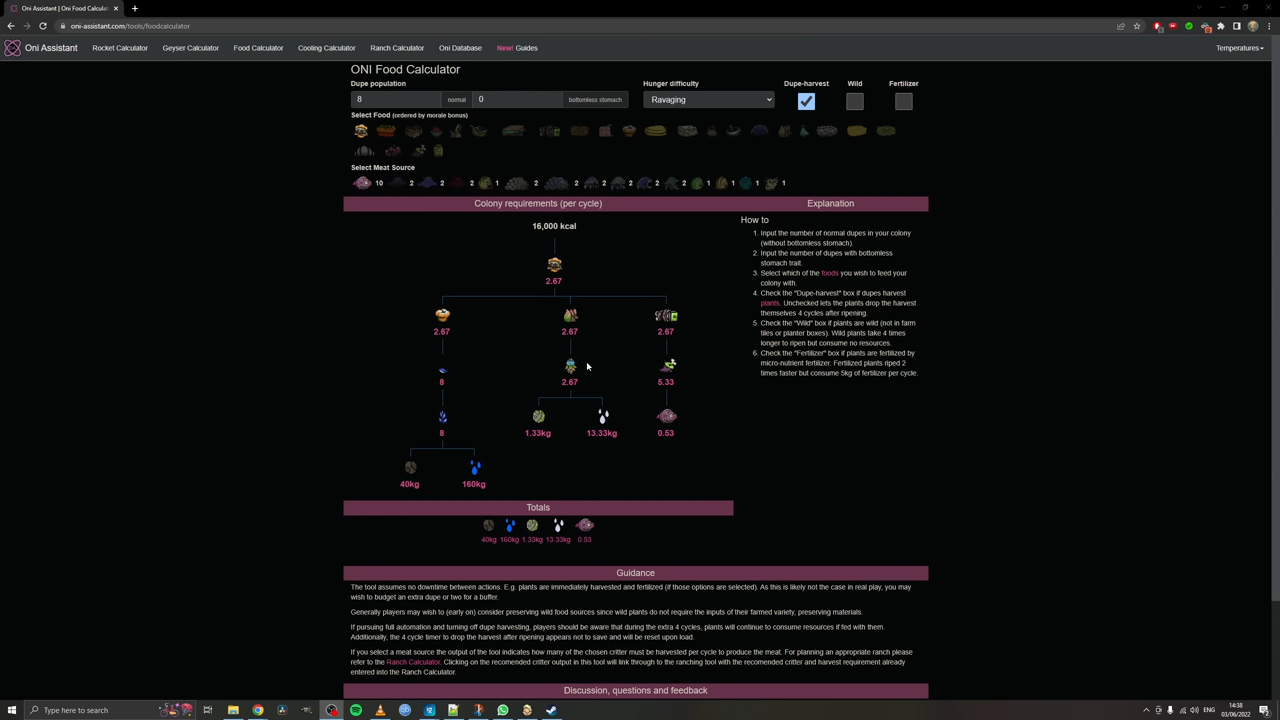 Oni Assistant | Oni Food Calculat
oni-assistant.com/tools/foodcalculator
Oni Assistant Rocket Calculator Geyser Calculator Food Calculator Cooling Calculator Ranch Calculator Oni Database New! Guides Temperatures
ONI Food Calculator
Dupe population Hunger difficulty Dupe-harvest Wild Fertilizer
8 normal 0 bottomless stomach Ravaging
Select Food (ordered by morale bonus)
Select Meat Source
10 2 2 2 1 2 2 2 2 2 2 1 1 1 1
Colony requirements (per cycle)
16,000 kcal
2.67
2.67 2.67 2.67
8 2.67 5.33
8 1.33kg 13.33kg 0.53
40kg 160kg
Totals
40kg 160kg 1.33kg 13.33kg 0.53
Explanation
How to
1. Input the number of normal dupes in your colony
(without bottomless stomach).
2. Input the number of dupes with bottomless
stomach trait.
3. Select which of the foods you wish to feed your
colony with.
4. Check the "Dupe-harvest" box if dupes harvest
plants. Unchecked lets the plants drop the harvest
themselves 4 cycles after ripening.
5. Check the "Wild" box if plants are wild (not in farm
tiles or planter boxes). Wild plants take 4 times
longer to ripen but consume no resources.
6. Check the "Fertilizer" box if plants are fertilized by
micro-nutrient fertilizer. Fertilized plants riped 2
times faster but consume 5kg of fertilizer per cycle.
Guidance
The tool assumes no downtime between actions. E.g. plants are immediately harvested and fertilized (if those options are selected). As this is likely not the case in real play, you may
wish to budget an extra dupe or two for a buffer.
Generally players may wish to (early on) consider preserving wild food sources since wild plants do not require the inputs of their farmed variety, preserving materials.
If pursuing full automation and turning off dupe harvesting, players should be aware that during the extra 4 cycles, plants will continue to consume resources if fed with them.
Additionally, the 4 cycle timer to drop the harvest after ripening appears not to save and will be reset upon load.
If you select a meat source the output of the tool indicates how many of the chosen critter must be harvested per cycle to produce the meat. For planning an appropriate ranch please
refer to the Ranch Calculator. Clicking on the recomended critter output in this tool will link through to the ranching tool with the recomended critter and harvest requirement already
entered into the Ranch Calculator.
Discussion, questions and feedback
Type here to search
ENG
14:38
03/06/2022